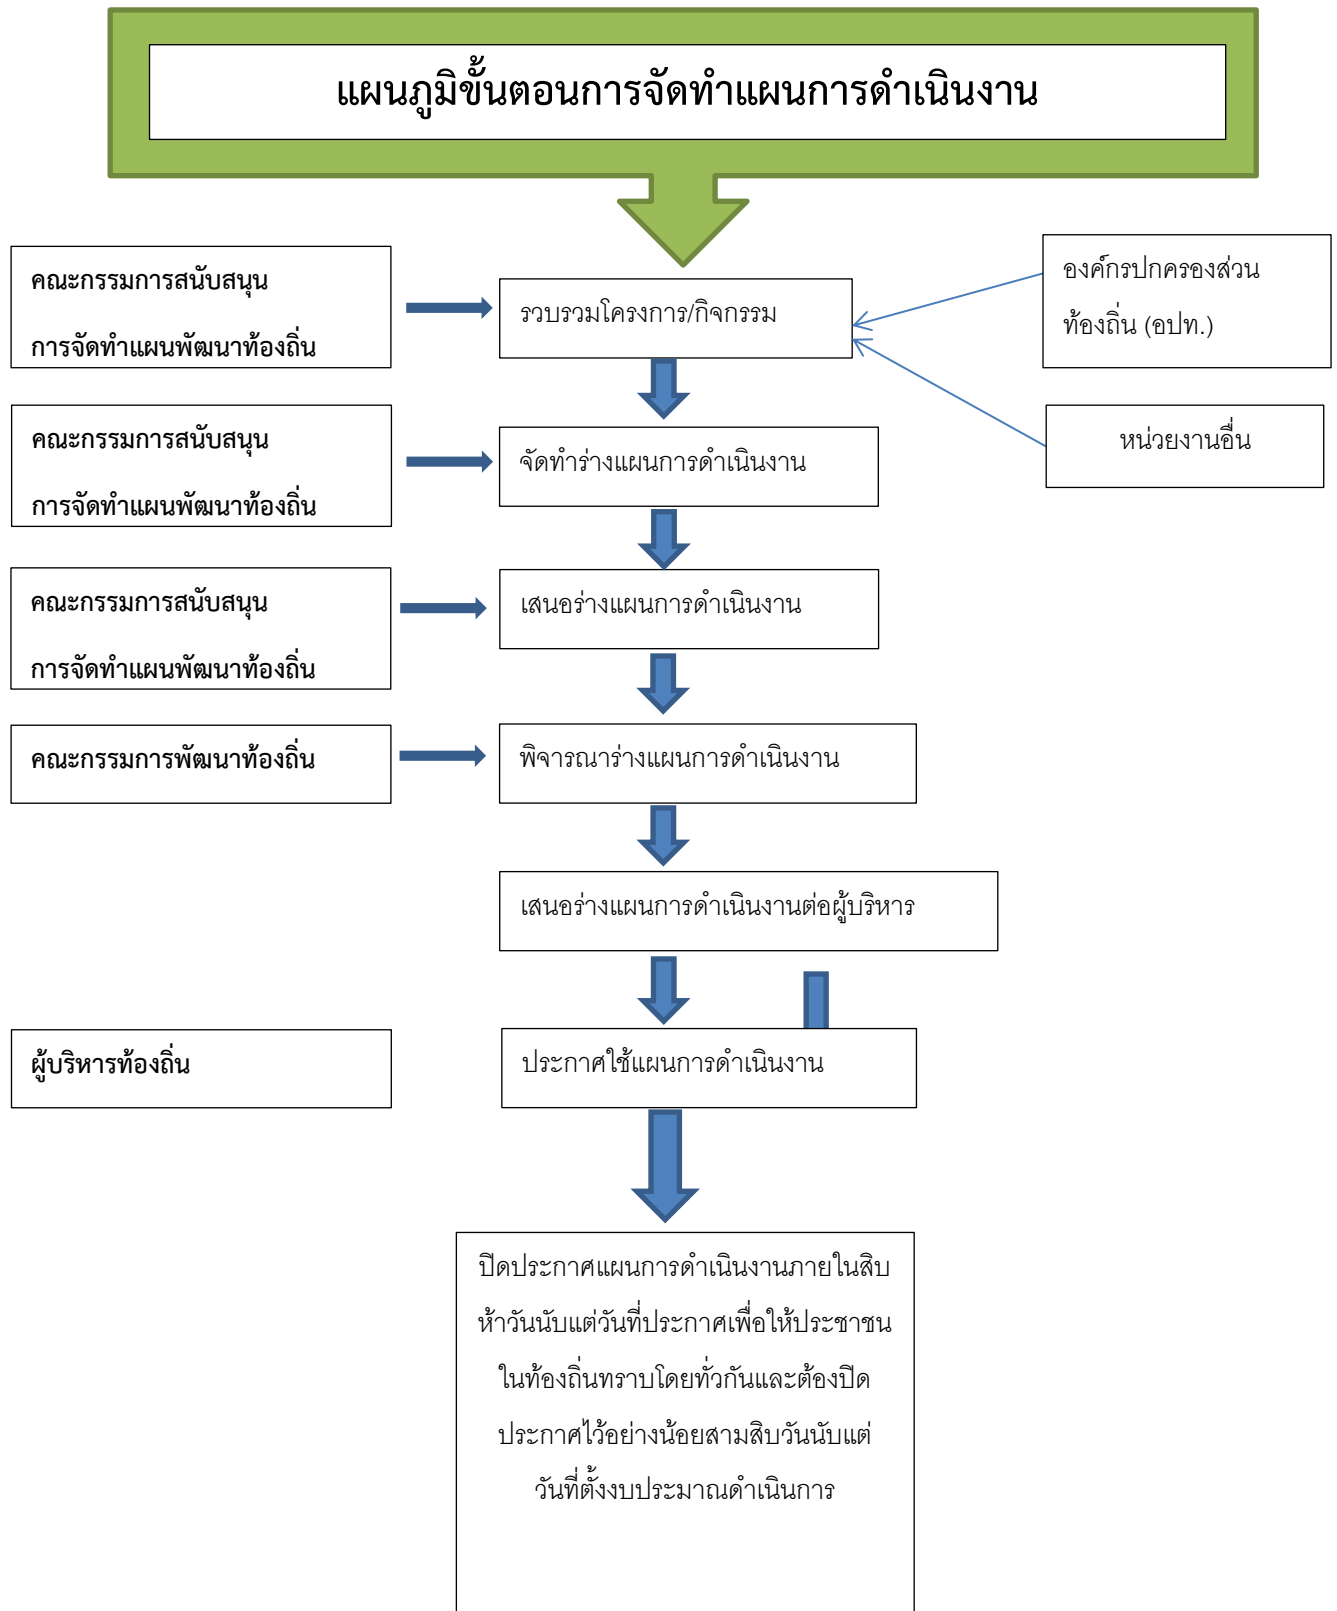 แผนภูมิขั้นตอนการจัดทำแผนการดำเนินงาน
คณะกรรมการสนับสนุน
การจัดทำแผนพัฒนาท้องถิ่น
รวบรวมโครงการ/กิจกรรม
องค์กรปกครองส่วน
ท้องถิ่น (อปท.)
คณะกรรมการสนับสนุน
การจัดทำแผนพัฒนาท้องถิ่น
จัดทำร่างแผนการดำเนินงาน
หน่วยงานอื่น
คณะกรรมการสนับสนุน
การจัดทำแผนพัฒนาท้องถิ่น
เสนอร่างแผนการดำเนินงาน
คณะกรรมการพัฒนาท้องถิ่น
พิจารณาร่างแผนการดำเนินงาน
เสนอร่างแผนการดำเนินงานต่อผู้บริหาร
ผู้บริหารท้องถิ่น
ประกาศใช้แผนการดำเนินงาน
ปิดประกาศแผนการดำเนินงานภายในสิบ
ห้าวันนับแต่วันที่ประกาศเพื่อให้ประชาชน
ในท้องถิ่นทราบโดยทั่วกันและต้องปิด
ประกาศไว้อย่างน้อยสามสิบวันนับแต่
วันที่ตั้งงบประมาณดำเนินการ